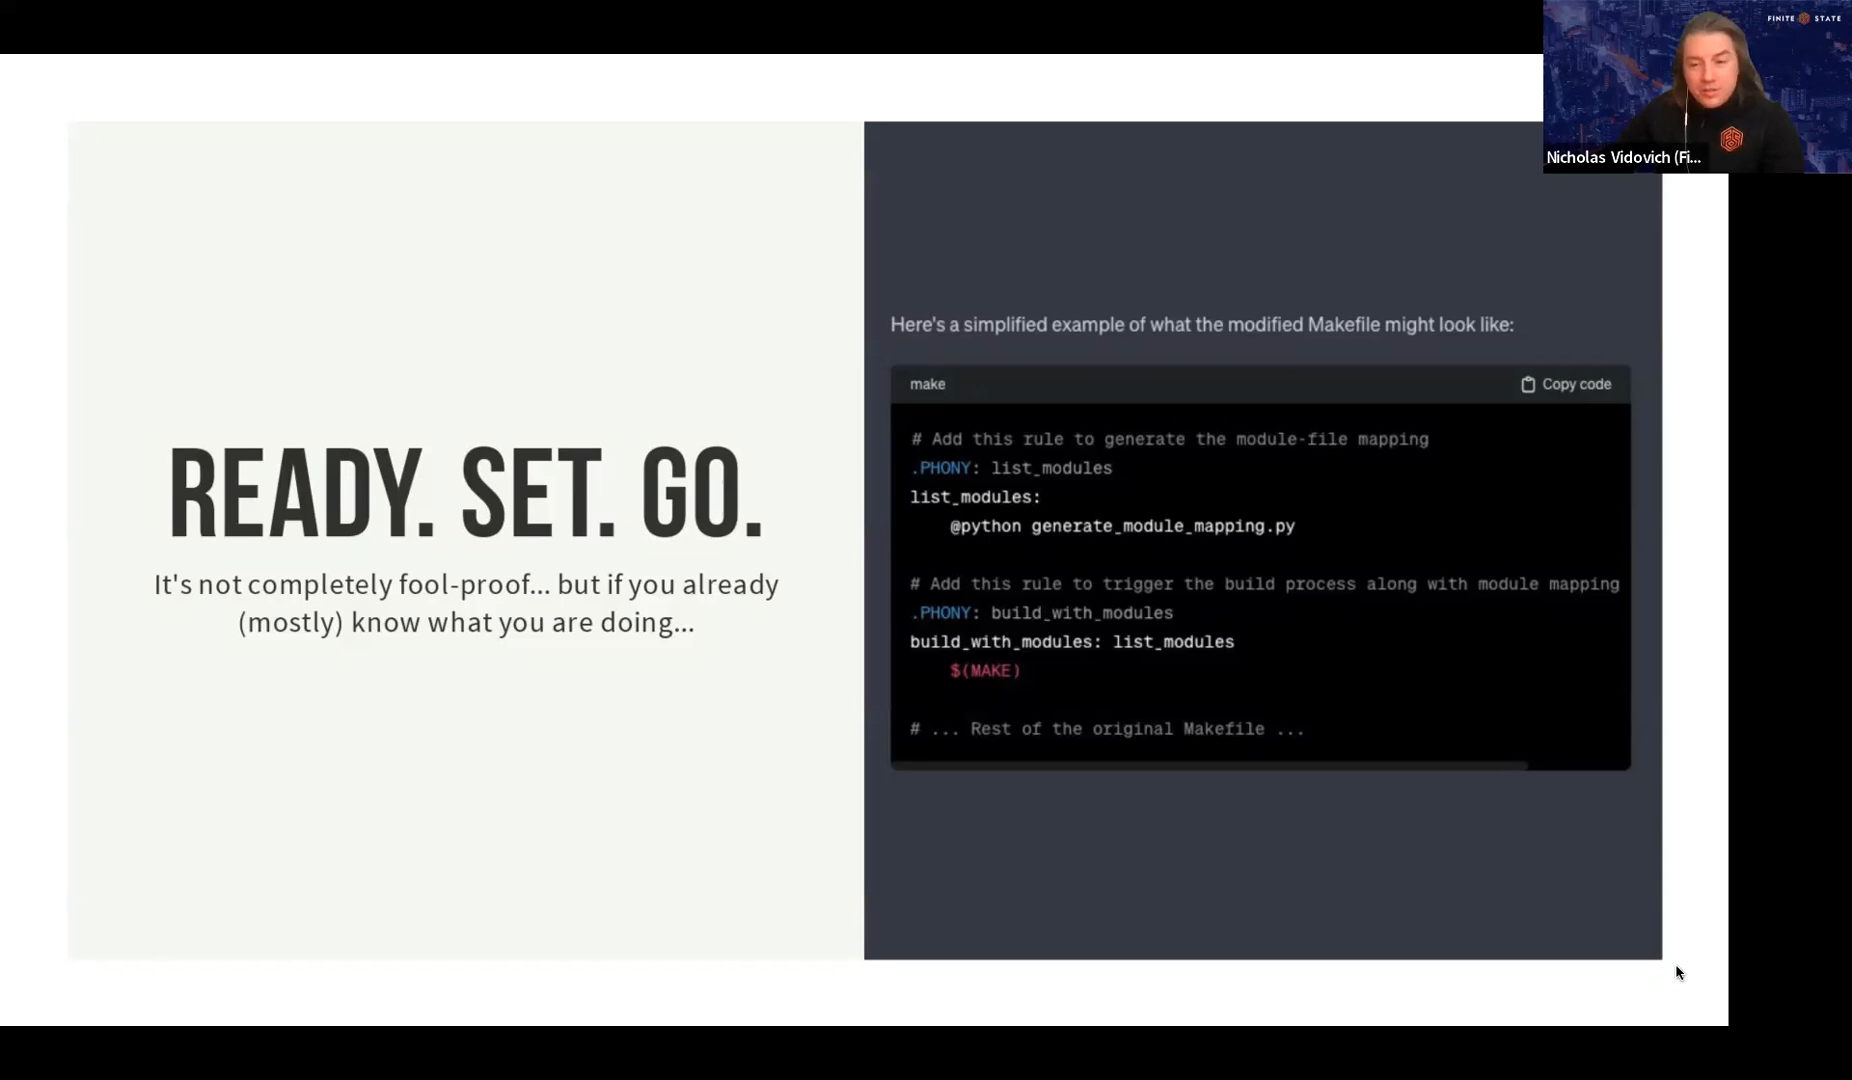 FINITE STATE
Nicholas Vidovich (Fi...
READY. SET. GO.
It's not completely fool-proof... but if you already
(mostly) know what you are doing...
Here's a simplified example of what the modified Makefile might look like:
make
Copy code
# Add this rule to generate the module-file mapping
.PHONY: list_modules
list_modules:
    @python generate_module_mapping.py
# Add this rule to trigger the build process along with module mapping
.PHONY: build_with_modules
build_with_modules: list_modules
    $(MAKE)
# ... Rest of the original Makefile ...